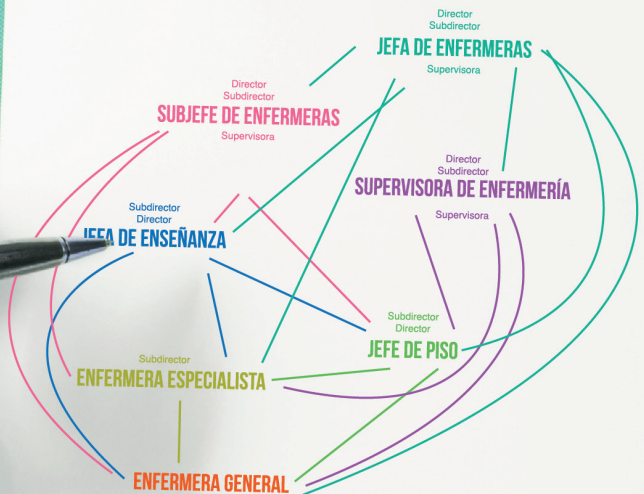 Director
Subdirector
JEFA DE ENFERMERAS
Supervisora
Director
Subdirector
SUBJEFE DE ENFERMERAS
Supervisora
Director
Subdirector
SUPERVISORA DE ENFERMERÍA
Supervisora
Subdirector
Director
JEFA DE ENSEÑANZA
Subdirector
Director
JEFE DE PISO
Subdirector
ENFERMERA ESPECIALISTA
ENFERMERA GENERAL